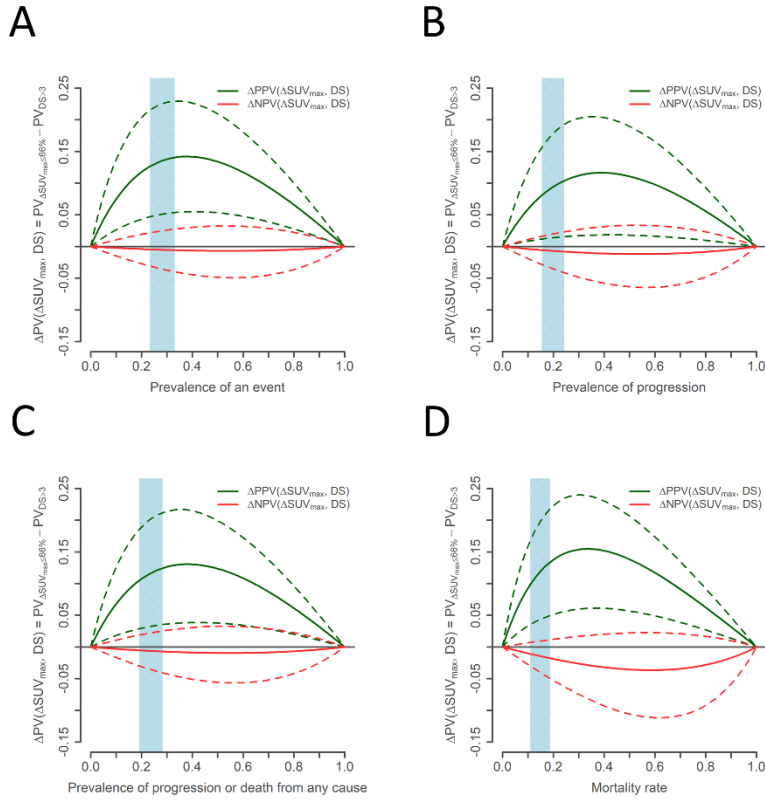 A
ΔPV(ΔSUVmax, DS) = PVΔSUVmax≤66% − PVDS>3
0.25
0.15
0.05
-0.05
-0.15
ΔPPV(ΔSUVmax, DS)
ΔNPV(ΔSUVmax, DS)
0.0 0.2 0.4 0.6 0.8 1.0
Prevalence of an event
B
ΔPV(ΔSUVmax, DS) = PVΔSUVmax≤66% − PVDS>3
0.25
0.15
0.05
-0.05
-0.15
ΔPPV(ΔSUVmax, DS)
ΔNPV(ΔSUVmax, DS)
0.0 0.2 0.4 0.6 0.8 1.0
Prevalence of progression
C
ΔPV(ΔSUVmax, DS) = PVΔSUVmax≤66% − PVDS>3
0.25
0.15
0.05
-0.05
-0.15
ΔPPV(ΔSUVmax, DS)
ΔNPV(ΔSUVmax, DS)
0.0 0.2 0.4 0.6 0.8 1.0
Prevalence of progression or death from any cause
D
ΔPV(ΔSUVmax, DS) = PVΔSUVmax≤66% − PVDS>3
0.25
0.15
0.05
-0.05
-0.15
ΔPPV(ΔSUVmax, DS)
ΔNPV(ΔSUVmax, DS)
0.0 0.2 0.4 0.6 0.8 1.0
Mortality rate